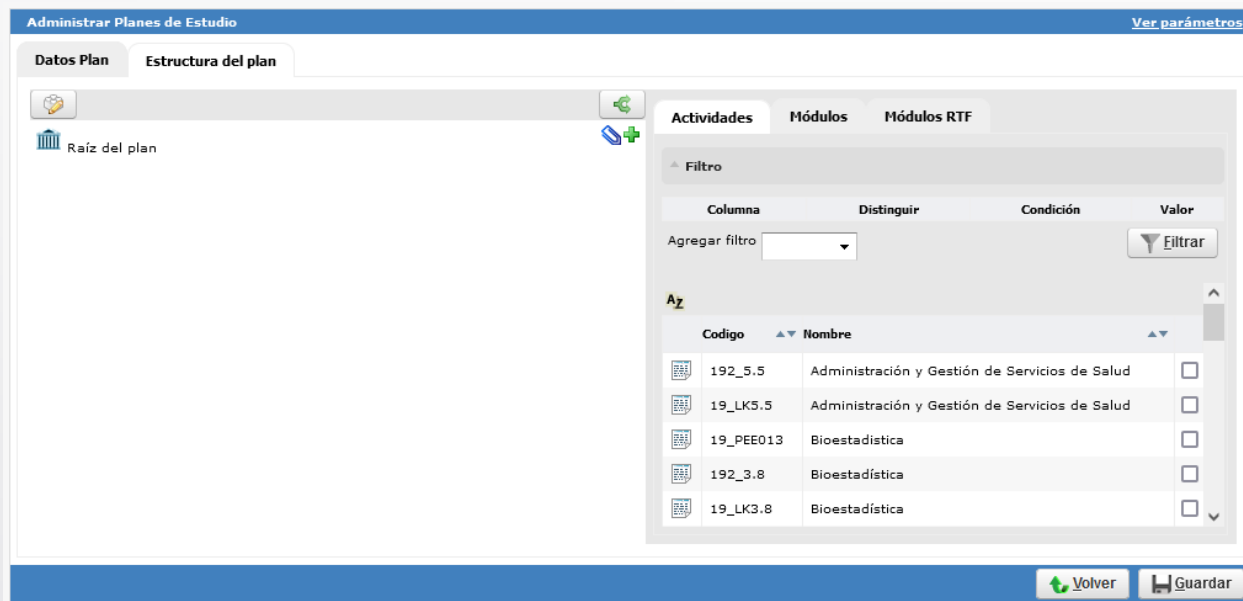 Administrar Planes de Estudio Ver parámetros
Datos Plan Estructura del plan
Raíz del plan
Actividades Módulos Módulos RTF
Filtro
Columna Distinguir Condición Valor
Agregar filtro Filtrar
AZ
Codigo Nombre
192_5.5 Administración y Gestión de Servicios de Salud
19_LK5.5 Administración y Gestión de Servicios de Salud
19_PEE013 Bioestadistica
192_3.8 Bioestadística
19_LK3.8 Bioestadística
Volver Guardar